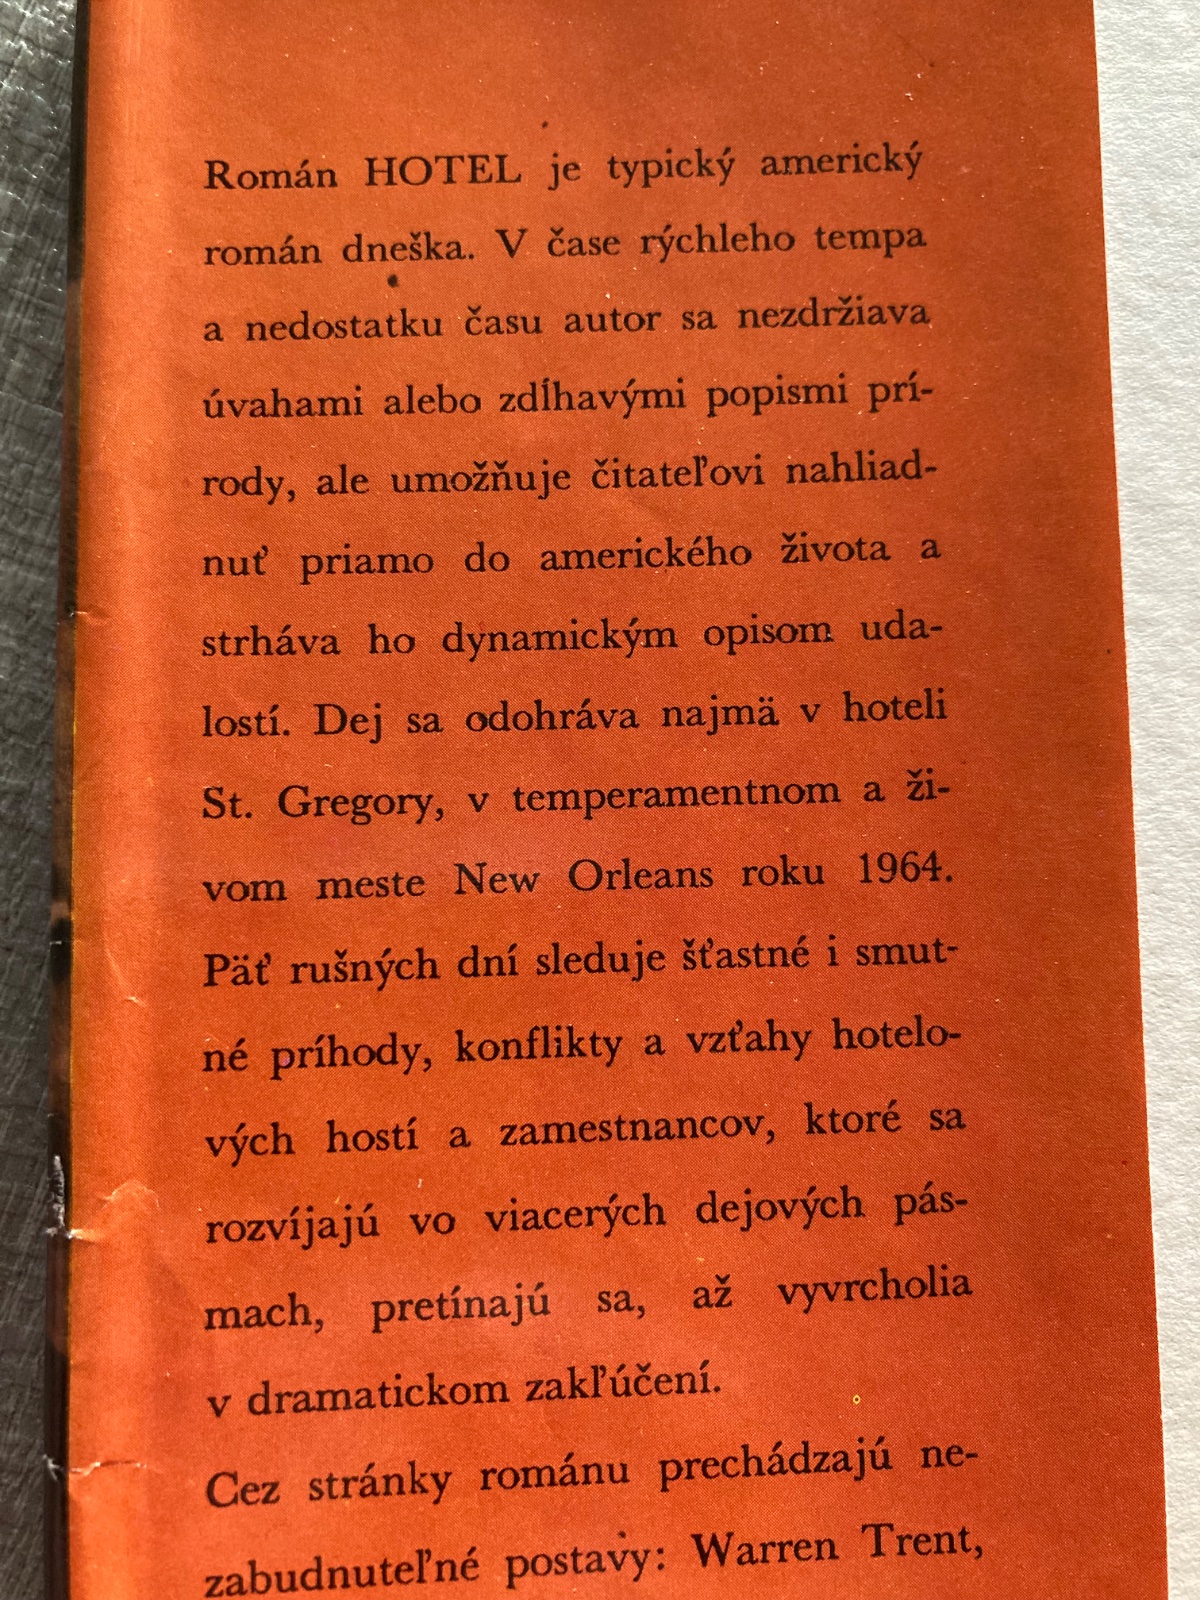 Román HOTEL je typický americký
román dneška. V čase rýchleho tempa
a nedostatku času autor sa nezdržiava
úvahami alebo zdĺhavými popismi prí-
rody, ale umožňuje čitateľovi nahliad-
nuť priamo do amerického života a
strháva ho dynamickým opisom uda-
lostí. Dej sa odohráva najmä v hoteli
St. Gregory, v temperamentnom a ži-
vom meste New Orleans roku 1964.
Päť rušných dní sleduje šťastné i smut-
né príhody, konflikty a vzťahy hotelo-
vých hostí a zamestnancov, ktoré sa
rozvíjajú vo viacerých dejových pás-
mach, pretínajú sa, až vyvrcholia
v dramatickom zakľúčení.
Cez stránky románu prechádzajú ne-
zabudnuteľné postavy: Warren Trent,